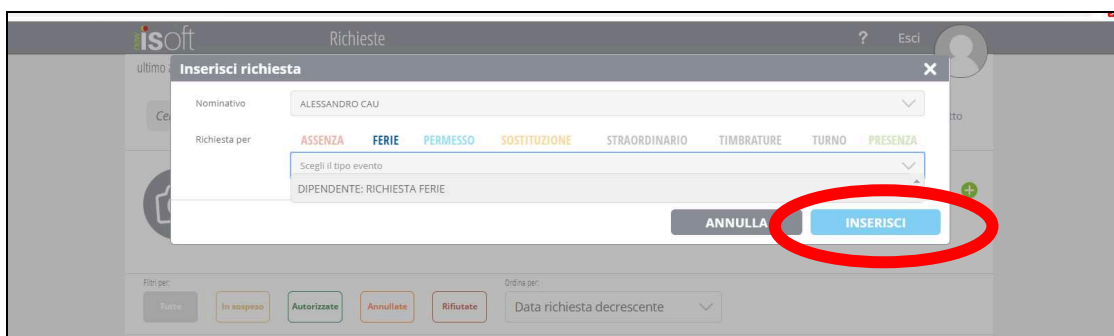 isoft Richieste ? Esci
ultimo
Inserisci richiesta
Nominativo ALESSANDRO CAU
Ce
tto
Richiesta per ASSENZA FERIE PERMESSO SOSTITUZIONE STRAORDINARIO TIMBRATURE TURNO PRESENZA
Scegli il tipo evento
DIPENDENTE: RICHIESTA FERIE
ANNULLA INSERISCI
Filtri per: Ordina per:
Tutte In sospeso Autorizzate Annullate Rifiutate Data richiesta decrescente